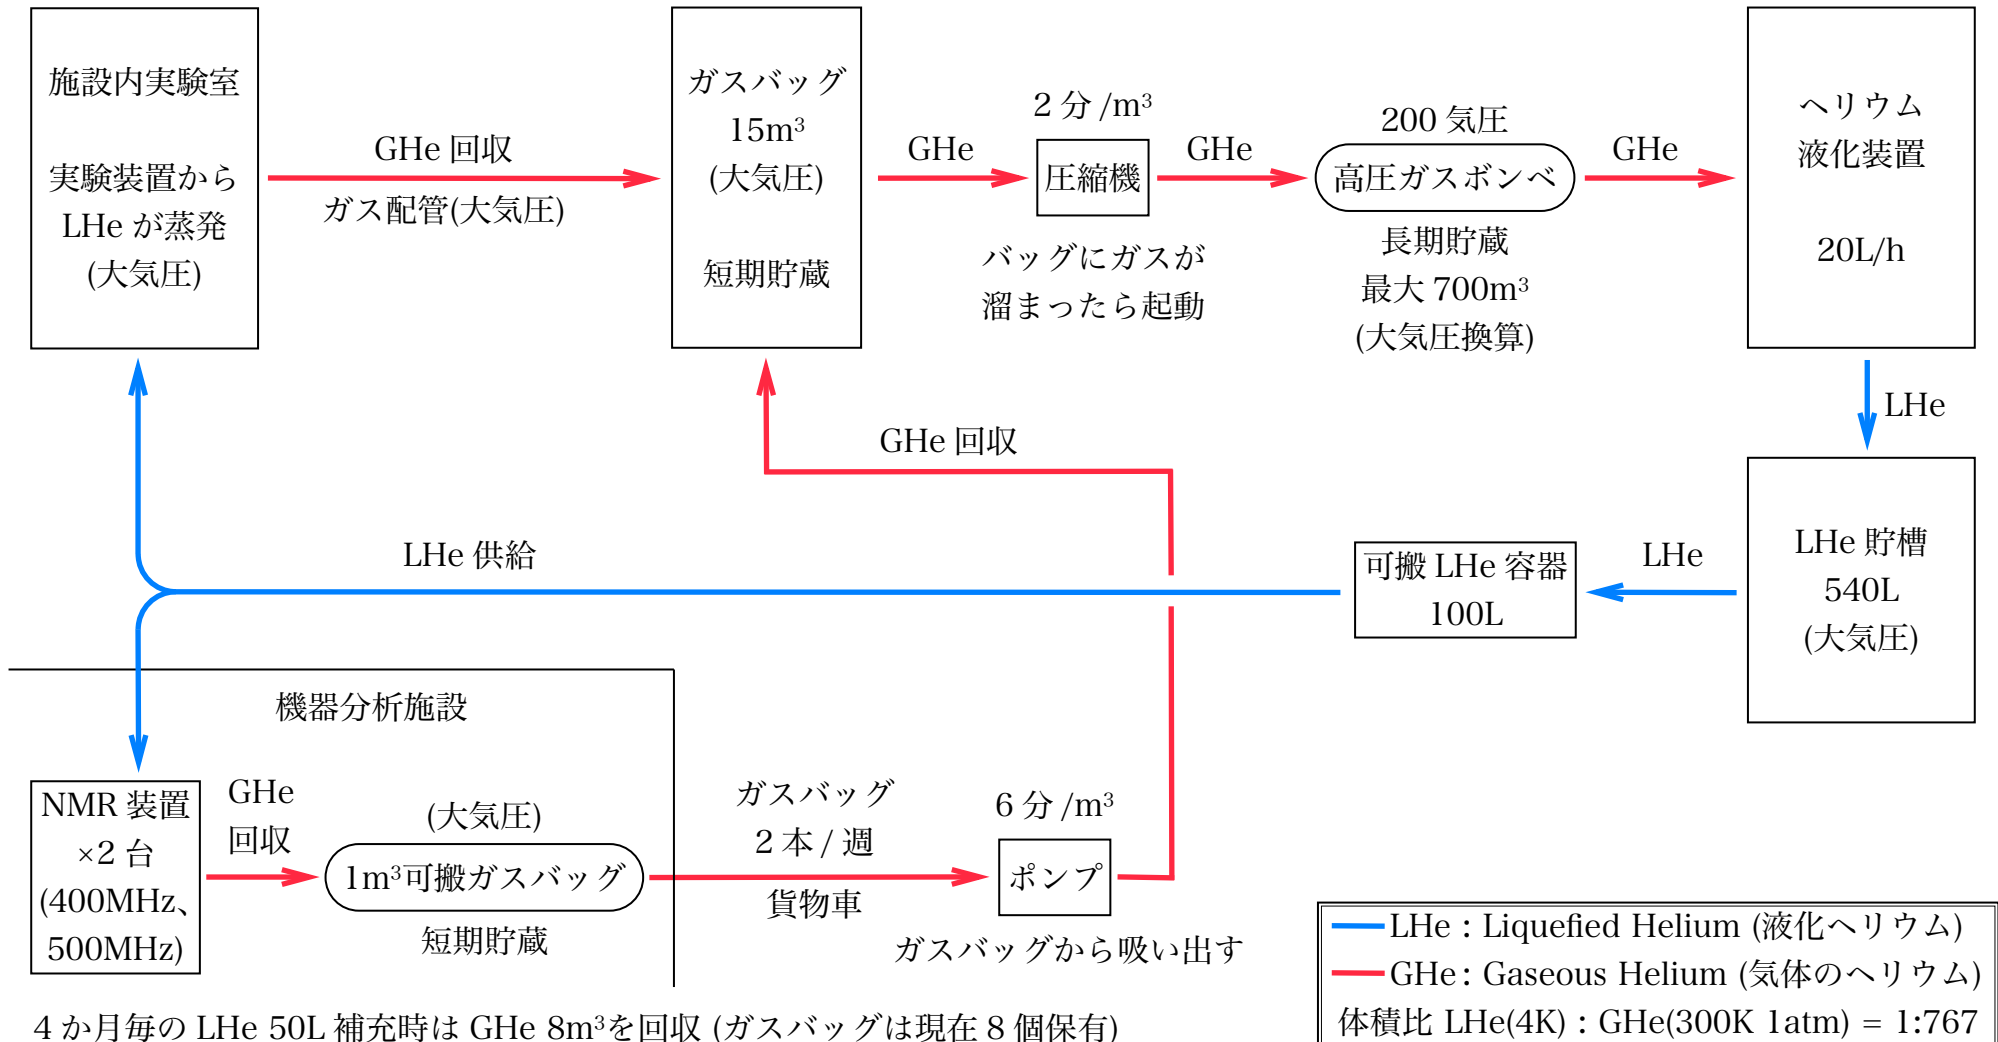 施設内実験室
実験装置から
LHe が蒸発
(大気圧)
GHe 回収
ガス配管(大気圧)
ガスバッグ
15m³
(大気圧)
短期貯蔵
GHe
2 分 /m³
圧縮機
バッグにガスが
溜まったら起動
GHe
200 気圧
高圧ガスボンベ
長期貯蔵
最大 700m³
(大気圧換算)
GHe
ヘリウム
液化装置
20L/h
LHe
GHe 回収
LHe 供給
可搬 LHe 容器
100L
LHe
LHe 貯槽
540L
(大気圧)
機器分析施設
NMR 装置
×2 台
(400MHz、
500MHz)
GHe
回収
(大気圧)
1m³可搬ガスバッグ
短期貯蔵
ガスバッグ
2 本 / 週
貨物車
6 分 /m³
ポンプ
ガスバッグから吸い出す
LHe : Liquefied Helium (液化ヘリウム)
GHe : Gaseous Helium (気体のヘリウム)
体積比 LHe(4K) : GHe(300K 1atm) = 1:767
4 か月毎の LHe 50L 補充時は GHe 8m³を回収 (ガスバッグは現在 8 個保有)